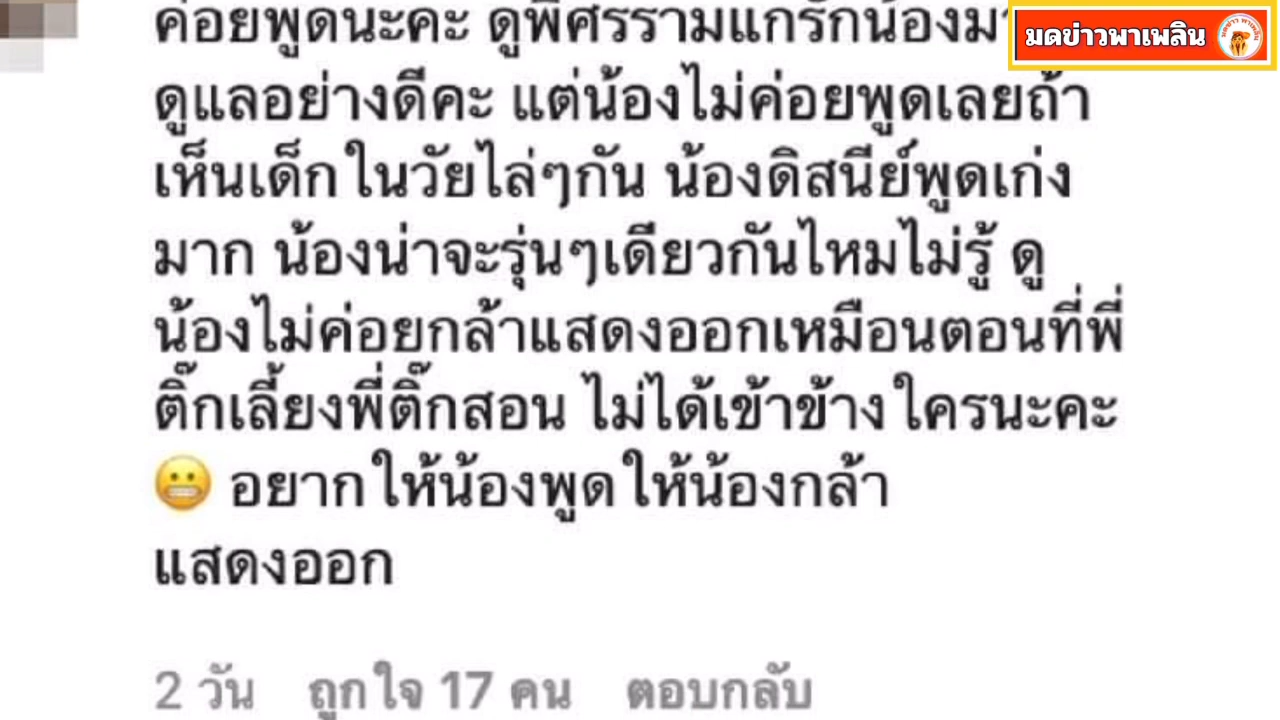 ค่อยพูดนะคะ ดูพี่ศรรามแกรักน้องมา
มดข่าวพาเพลิน
ดูแลอย่างดีคะ แต่น้องไม่ค่อยพูดเลยถ้า
เห็นเด็กในวัยไล่ๆกัน น้องดิสนีย์พูดเก่ง
มาก น้องน่าจะรุ่นๆเดียวกันไหมไม่รู้ ดู
น้องไม่ค่อยกล้าแสดงออกเหมือนตอนที่พี่
ติ๊กเลี้ยงพี่ติ๊กสอน ไม่ได้เข้าข้างใครนะคะ
😬 อยากให้น้องพูดให้น้องกล้า
แสดงออก
2 วัน ถูกใจ 17 คน ตอบกลับ